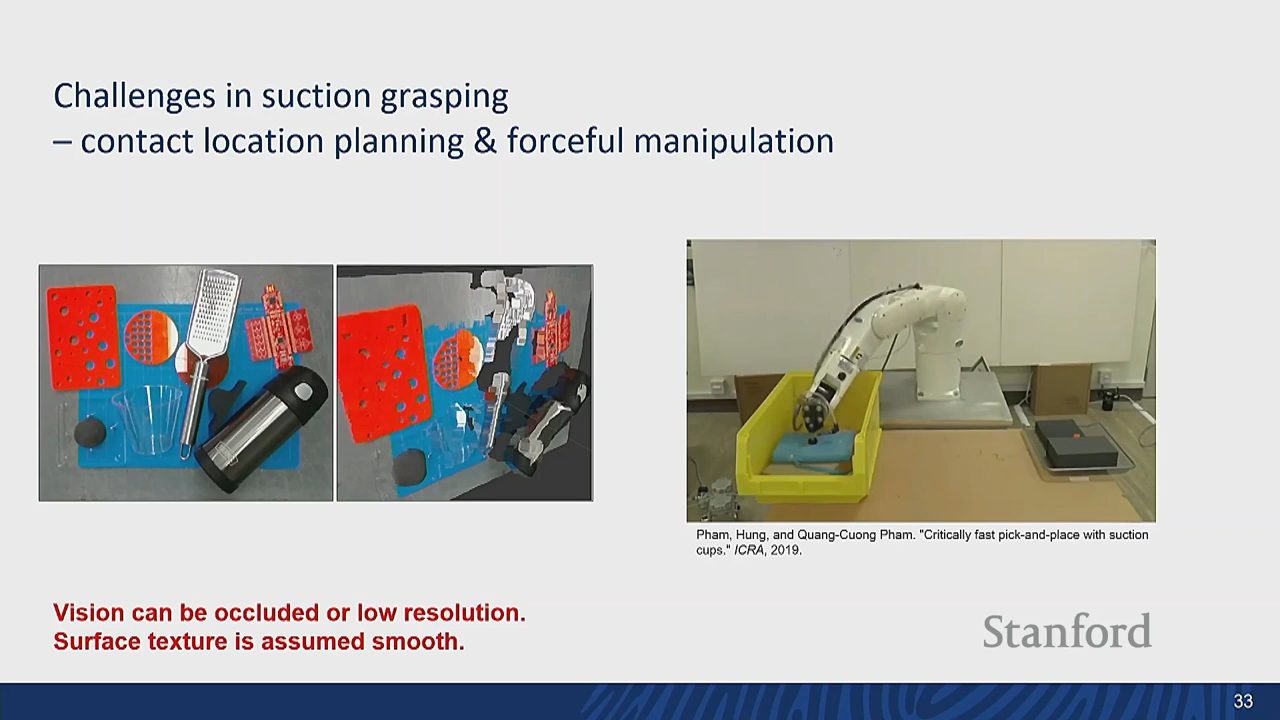 Challenges in suction grasping
– contact location planning & forceful manipulation
Pham, Hung, and Quang-Cuong Pham. "Critically fast pick-and-place with suction
cups." ICRA, 2019.
Vision can be occluded or low resolution.
Surface texture is assumed smooth.
Stanford
33